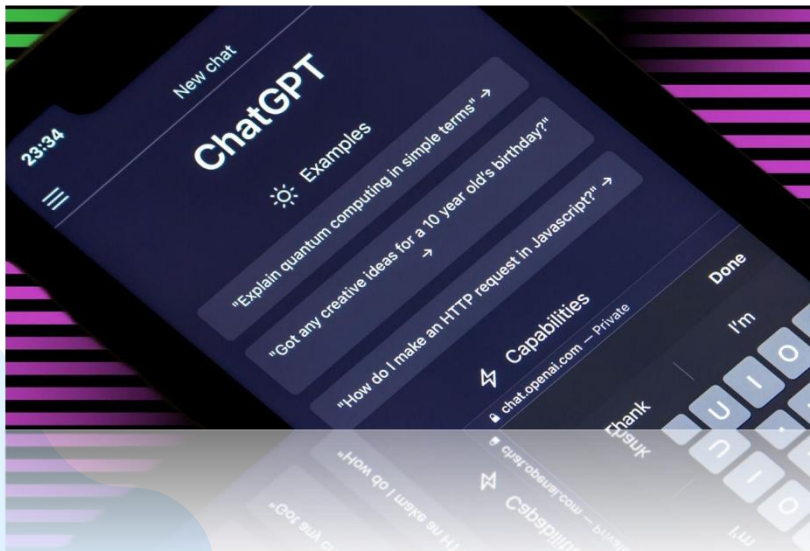 23:34
New chat
ChatGPT
Examples
"Explain quantum computing in simple terms" →
"Got any creative ideas for a 10 year old's birthday?"
→
"How do I make an HTTP request in Javascript?" →
Capabilities
chat.openai.com — Private
Done
I'm
U I O